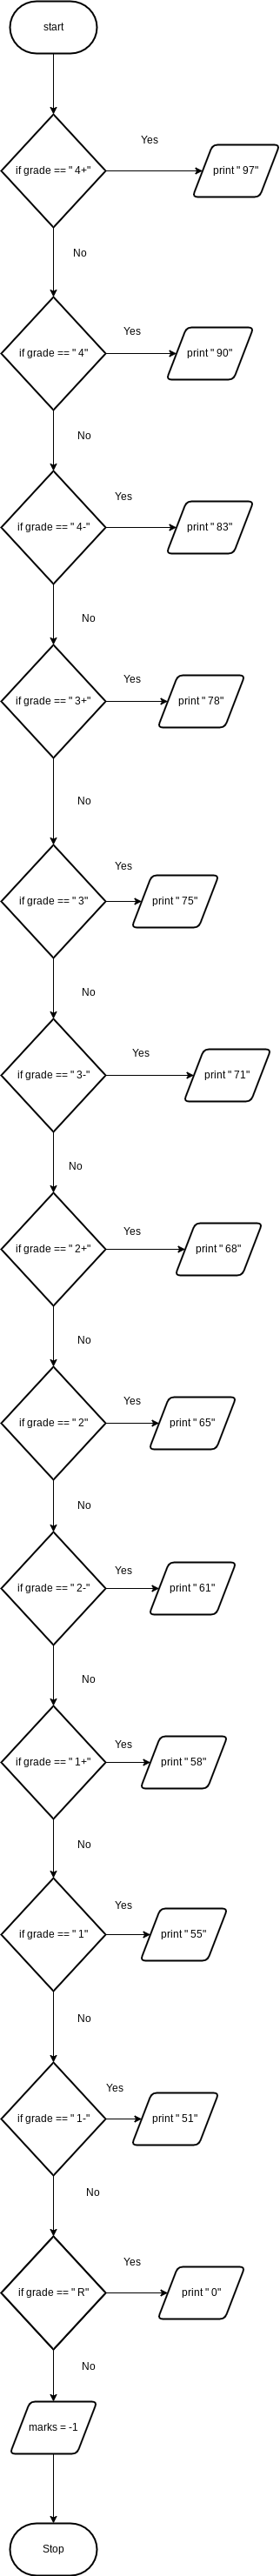 start
Yes
if grade == " 4+"
print " 97"
No
Yes
if grade == " 4"
print " 90"
No
Yes
if grade == " 4-"
print " 83"
No
Yes
if grade == " 3+"
print " 78"
No
Yes
if grade == " 3"
print " 75"
No
Yes
if grade == " 3-"
print " 71"
No
Yes
if grade == " 2+"
print " 68"
No
Yes
if grade == " 2"
print " 65"
No
Yes
if grade == " 2-"
print " 61"
No
Yes
if grade == " 1+"
print " 58"
No
Yes
if grade == " 1"
print " 55"
No
Yes
if grade == " 1-"
print " 51"
No
Yes
if grade == " R"
print " 0"
No
marks = -1
Stop